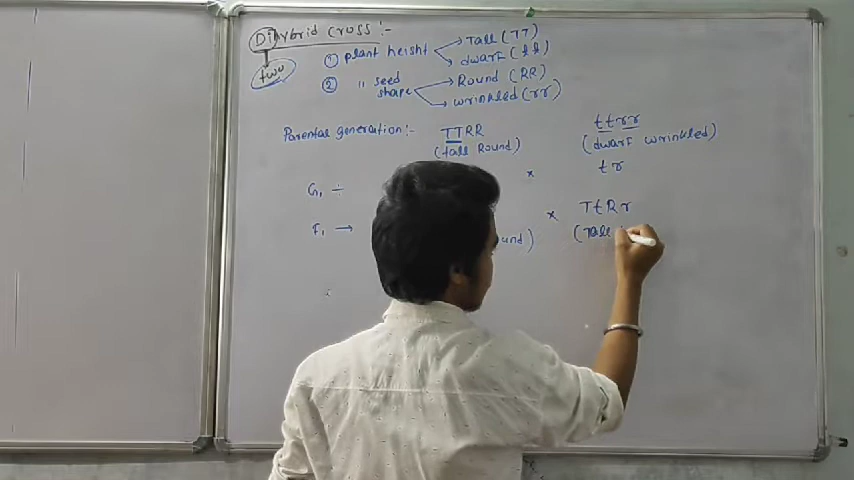 Dihybrid Cross :-
two
① plant height Tall (TT)
dwarf (tt)
② " seed shape Round (RR)
wrinkled (rr)
Parental generation :- TTRR × ttrr
(tall Round) (dwarf wrinkled)
G₁ ÷ tr
F₁ → × TtRr
und) (Tall